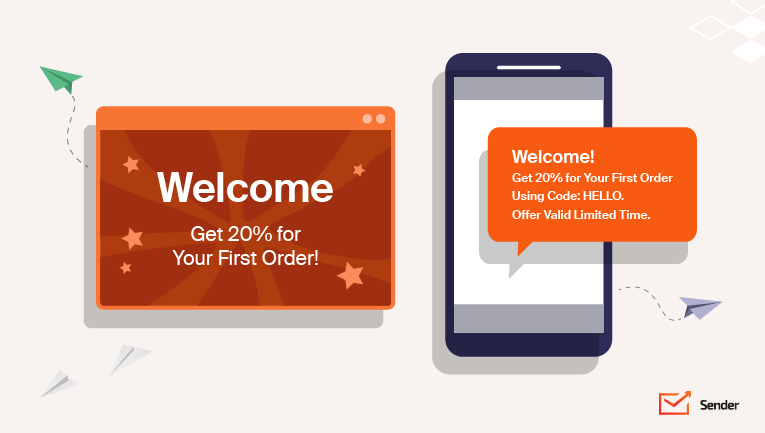 Welcome
Get 20% for
Your First Order!
Welcome!
Get 20% for Your First Order
Using Code: HELLO.
Offer Valid Limited Time.
Sender